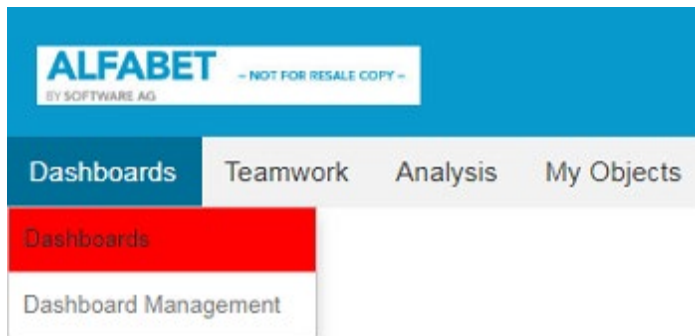 ALFABET – NOT FOR RESALE COPY –
BY SOFTWARE AG
Dashboards Teamwork Analysis My Objects
Dashboards
Dashboard Management